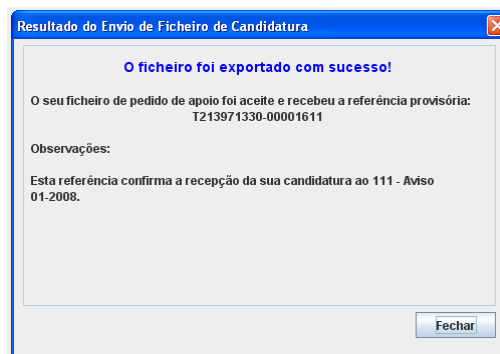 Resultado do Envio de Ficheiro de Candidatura
O ficheiro foi exportado com sucesso!
O seu ficheiro de pedido de apoio foi aceite e recebeu a referência provisória:
T213971330-00001611
Observações:
Esta referência confirma a recepção da sua candidatura ao 111 - Aviso
01-2008.
Fechar